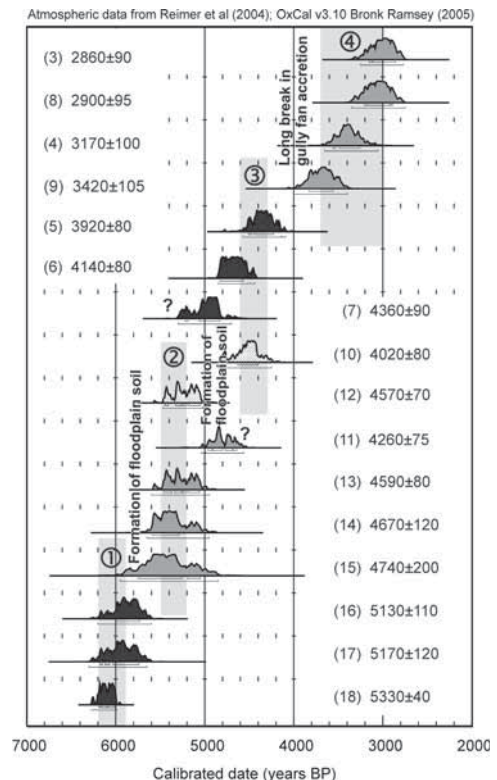 Atmospheric data from Reimer et al (2004); OxCal v3.10 Bronk Ramsey (2005)
(3) 2860±90
④
(8) 2900±95
Long break in
gully fan accretion
(4) 3170±100
(9) 3420±105
③
(5) 3920±80
(6) 4140±80
?
(7) 4360±90
(10) 4020±80
②
Formation of
floodplain soil
(12) 4570±70
Formation of floodplain soil
?
(11) 4260±75
(13) 4590±80
(14) 4670±120
①
(15) 4740±200
(16) 5130±110
(17) 5170±120
(18) 5330±40
7000 6000 5000 4000 3000 2000
Calibrated date (years BP)